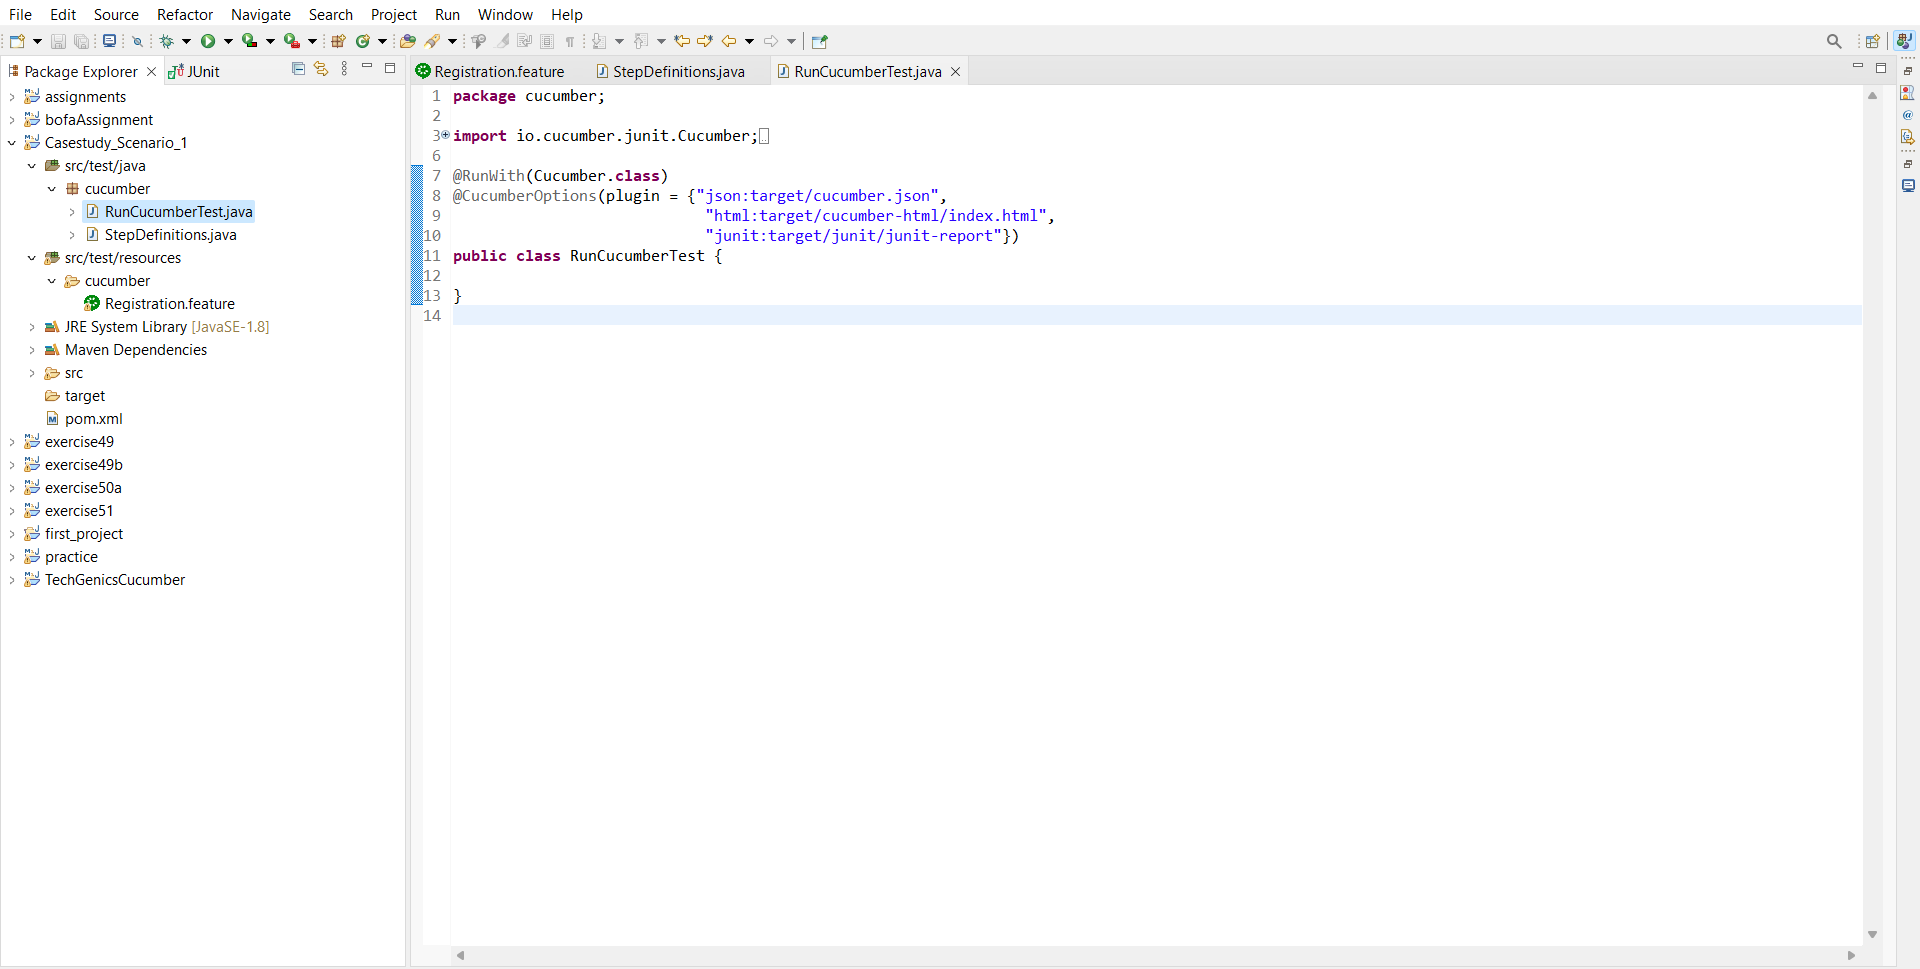 File Edit Source Refactor Navigate Search Project Run Window Help
Package Explorer JUnit
assignments
bofaAssignment
Casestudy_Scenario_1
src/test/java
cucumber
RunCucumberTest.java
StepDefinitions.java
src/test/resources
cucumber
Registration.feature
JRE System Library [JavaSE-1.8]
Maven Dependencies
src
target
pom.xml
exercise49
exercise49b
exercise50a
exercise51
first_project
practice
TechGenicsCucumber
Registration.feature StepDefinitions.java RunCucumberTest.java
1 package cucumber;
2
3 import io.cucumber.junit.Cucumber;
6
7 @RunWith(Cucumber.class)
8 @CucumberOptions(plugin = {"json:target/cucumber.json",
9 "html:target/cucumber-html/index.html",
10 "junit:target/junit/junit-report"})
11 public class RunCucumberTest {
12
13 }
14